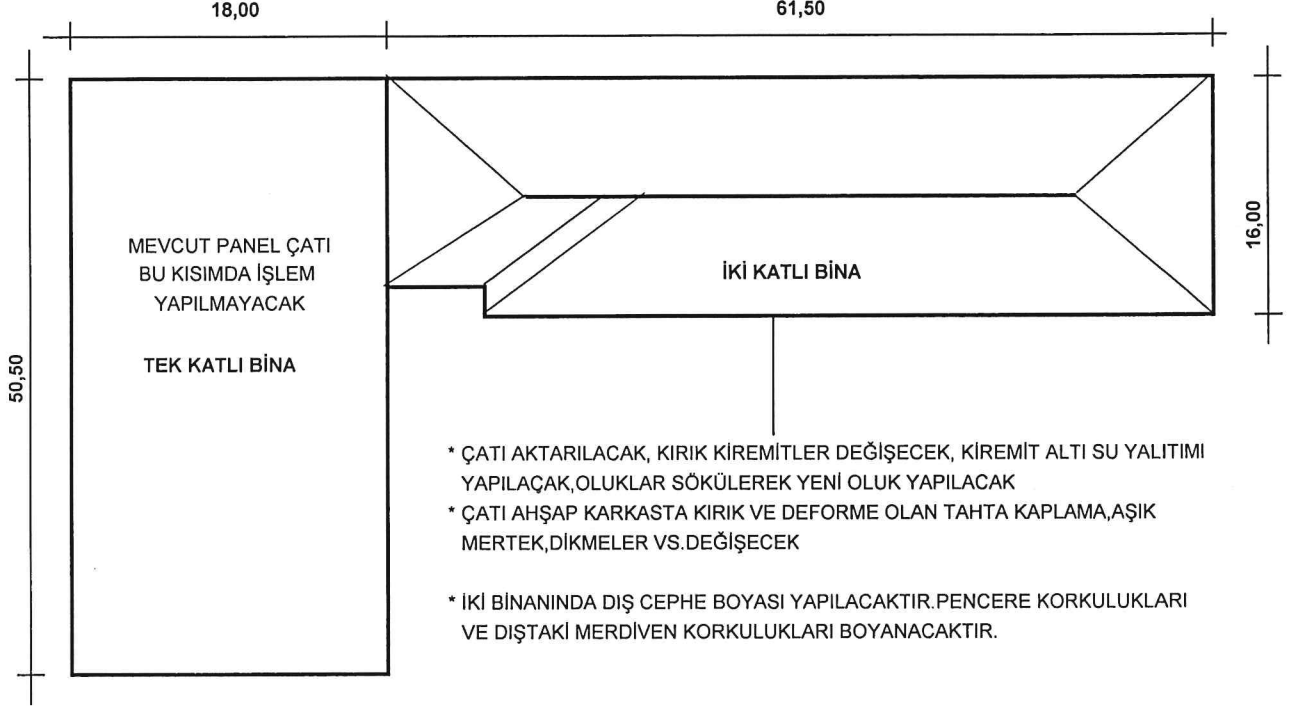 18,00
61,50
16,00
50,50
MEVCUT PANEL ÇATI
BU KISIMDA İŞLEM
YAPILMAYACAK
TEK KATLI BİNA
İKİ KATLI BİNA
* ÇATI AKTARILACAK, KIRIK KİREMİTLER DEĞİŞECEK, KİREMİT ALTI SU YALITIMI
YAPILAÇAK,OLUKLAR SÖKÜLEREK YENİ OLUK YAPILACAK
* ÇATI AHŞAP KARKASTA KIRIK VE DEFORME OLAN TAHTA KAPLAMA,AŞIK
MERTEK,DİKMELER VS.DEĞİŞECEK
* İKİ BİNANINDA DIŞ CEPHE BOYASI YAPILACAKTIR.PENCERE KORKULUKLARI
VE DIŞTAKİ MERDİVEN KORKULUKLARI BOYANACAKTIR.